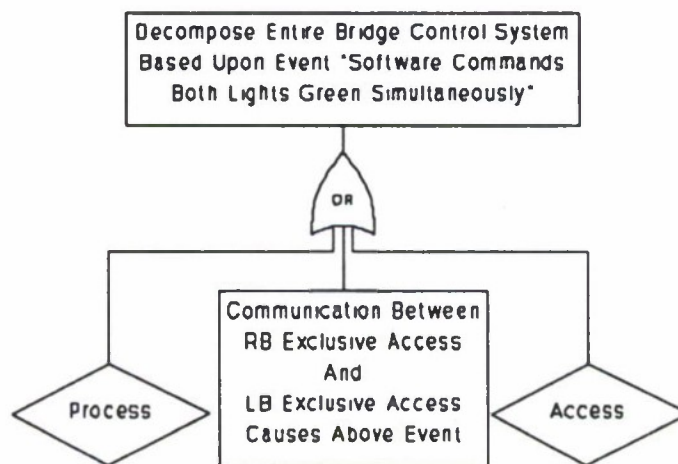 Decompose Entire Bridge Control System
Based Upon Event "Software Commands
Both Lights Green Simultaneously"
OR
Communication Between
RB Exclusive Access
And
LB Exclusive Access
Causes Above Event
Process
Access